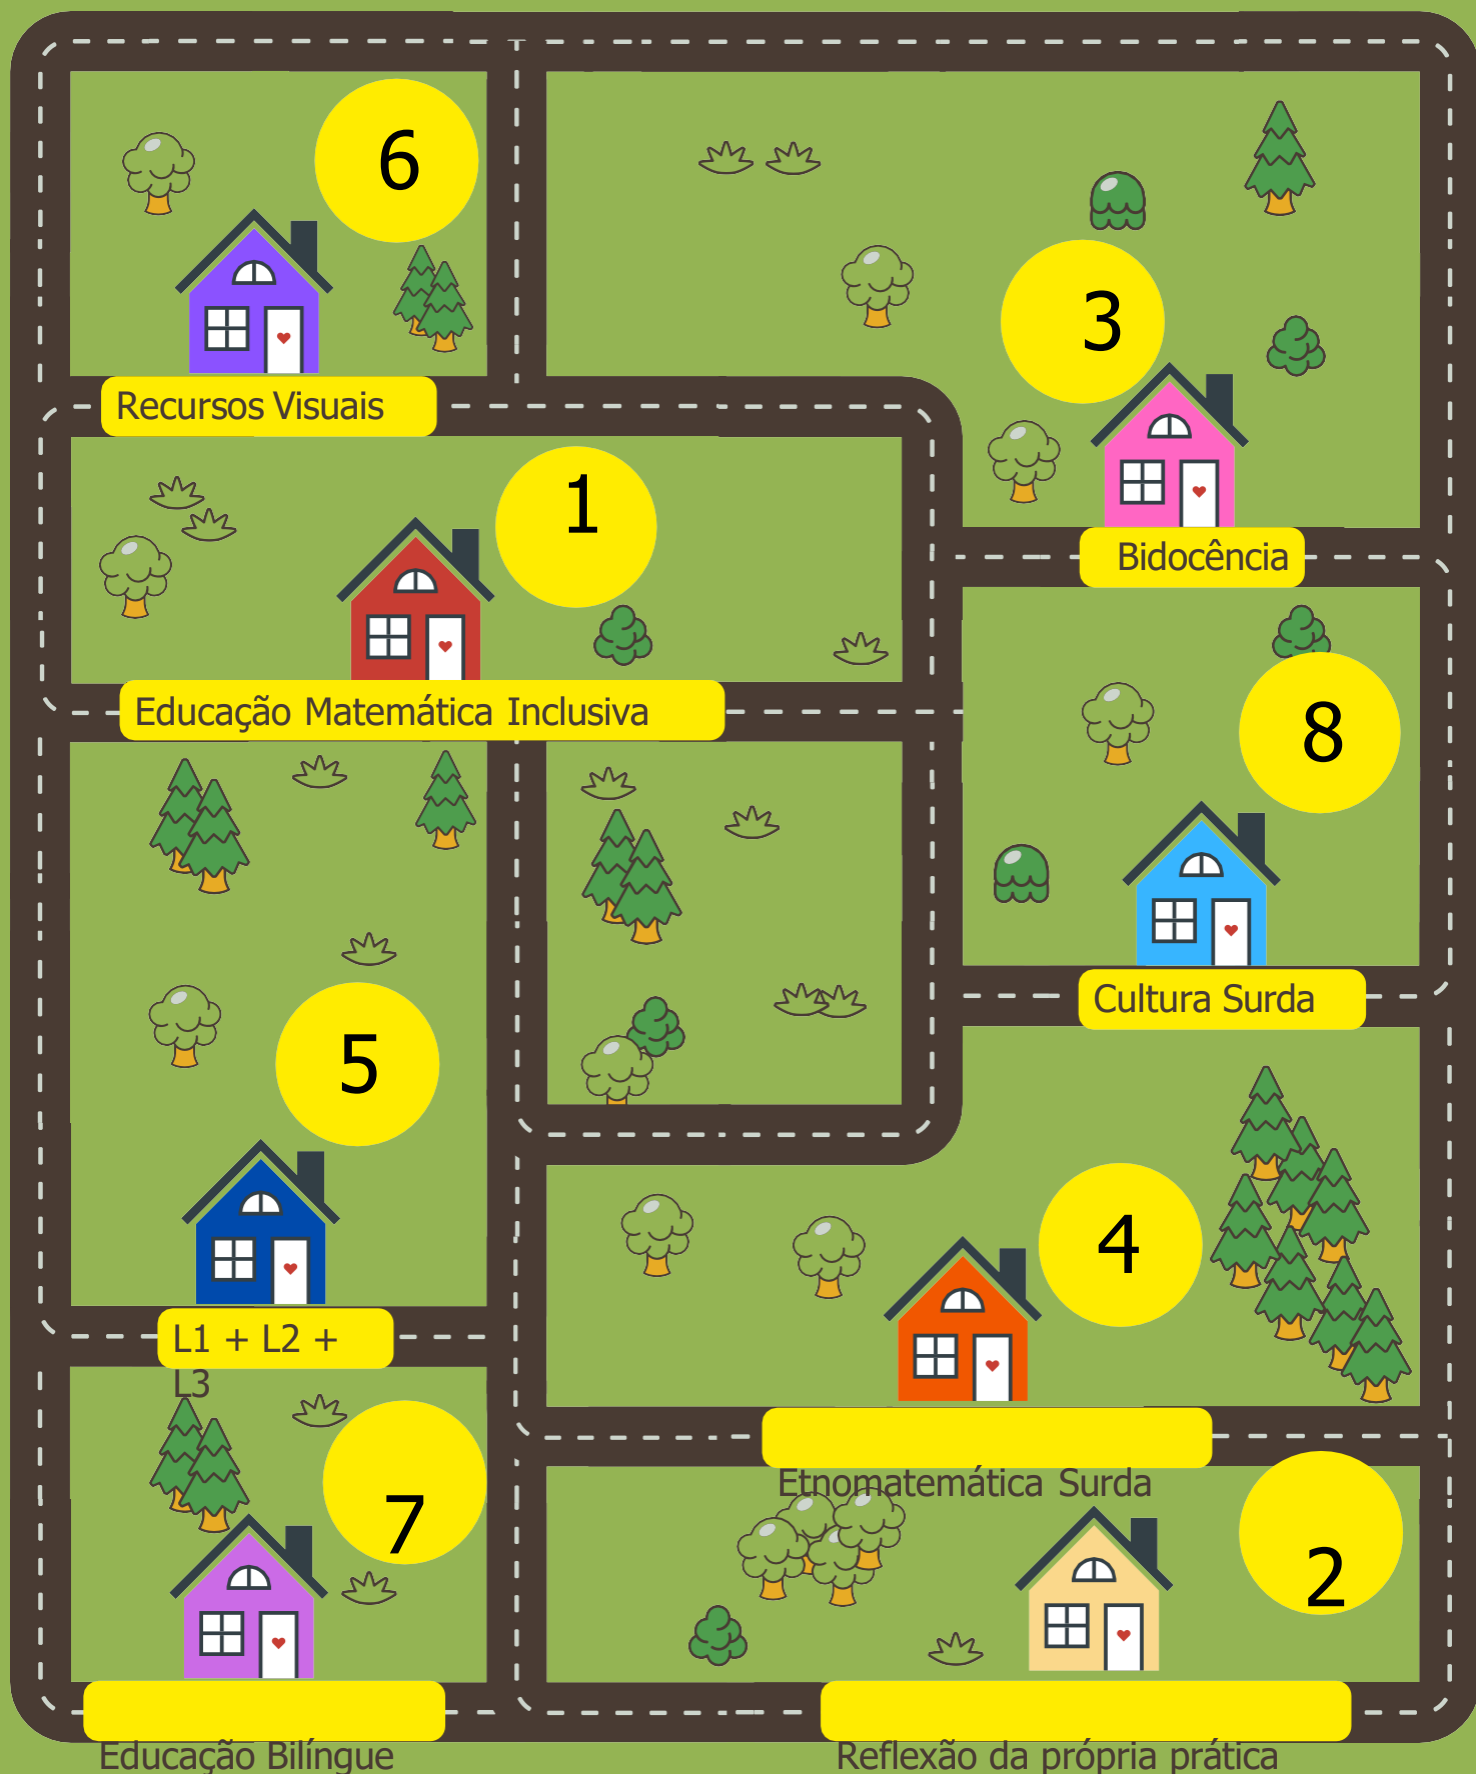 6
3
Recursos Visuais
1
Bidocência
Educação Matemática Inclusiva
8
Cultura Surda
5
4
L1 + L2 +
L3
Etnomatemática Surda
7
2
Educação Bilíngue
Reflexão da própria prática